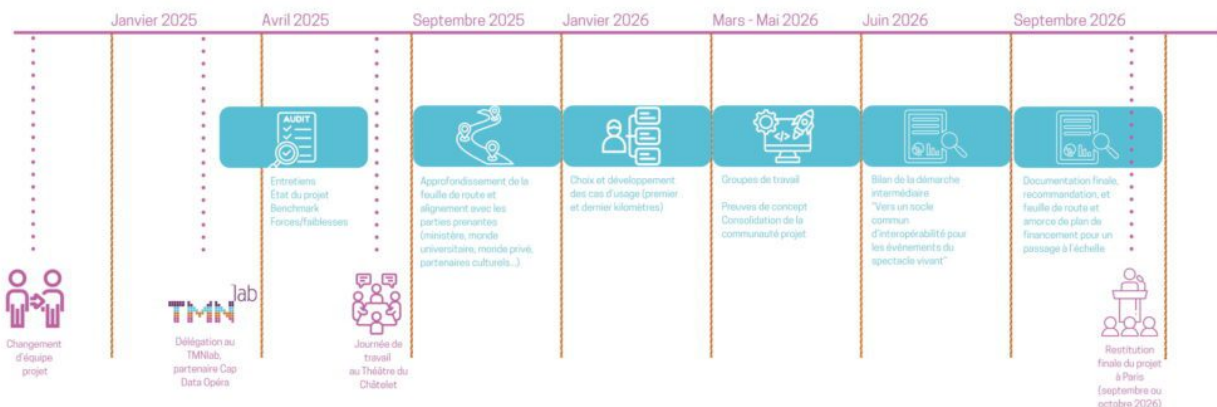 Janvier 2025
Avril 2025
Septembre 2025
Janvier 2026
Mars - Mai 2026
Juin 2026
Septembre 2026
AUDIT
Entretiens
État du projet
Benchmark
Forces/faiblesses
Approfondissement de la
feuille de route et
alignement avec les
parties prenantes
(ministère, monde
universitaire, monde privé,
partenaires culturels...).
Choix et développement
des cas d'usage (premier
et dernier kilomètres)
Groupes de travail
Preuves de concept
Consolidation de la
communauté projet
Bilan de la démarche
intermédiaire
"Vers un socle
commun
d'interopérabilité pour
les événements du
spectacle vivant"
Documentation finale,
recommandation, et
feuille de route et
amorce de plan de
financement pour un
passage à l'échelle
Changement
d'équipe
projet
TMNlab
Délégation au
TMNlab,
partenaire Cap
Data Opéra
Journée de
travail
au Théâtre du
Châtelet
Restitution
finale du projet
à Paris
(septembre ou
octobre 2026)